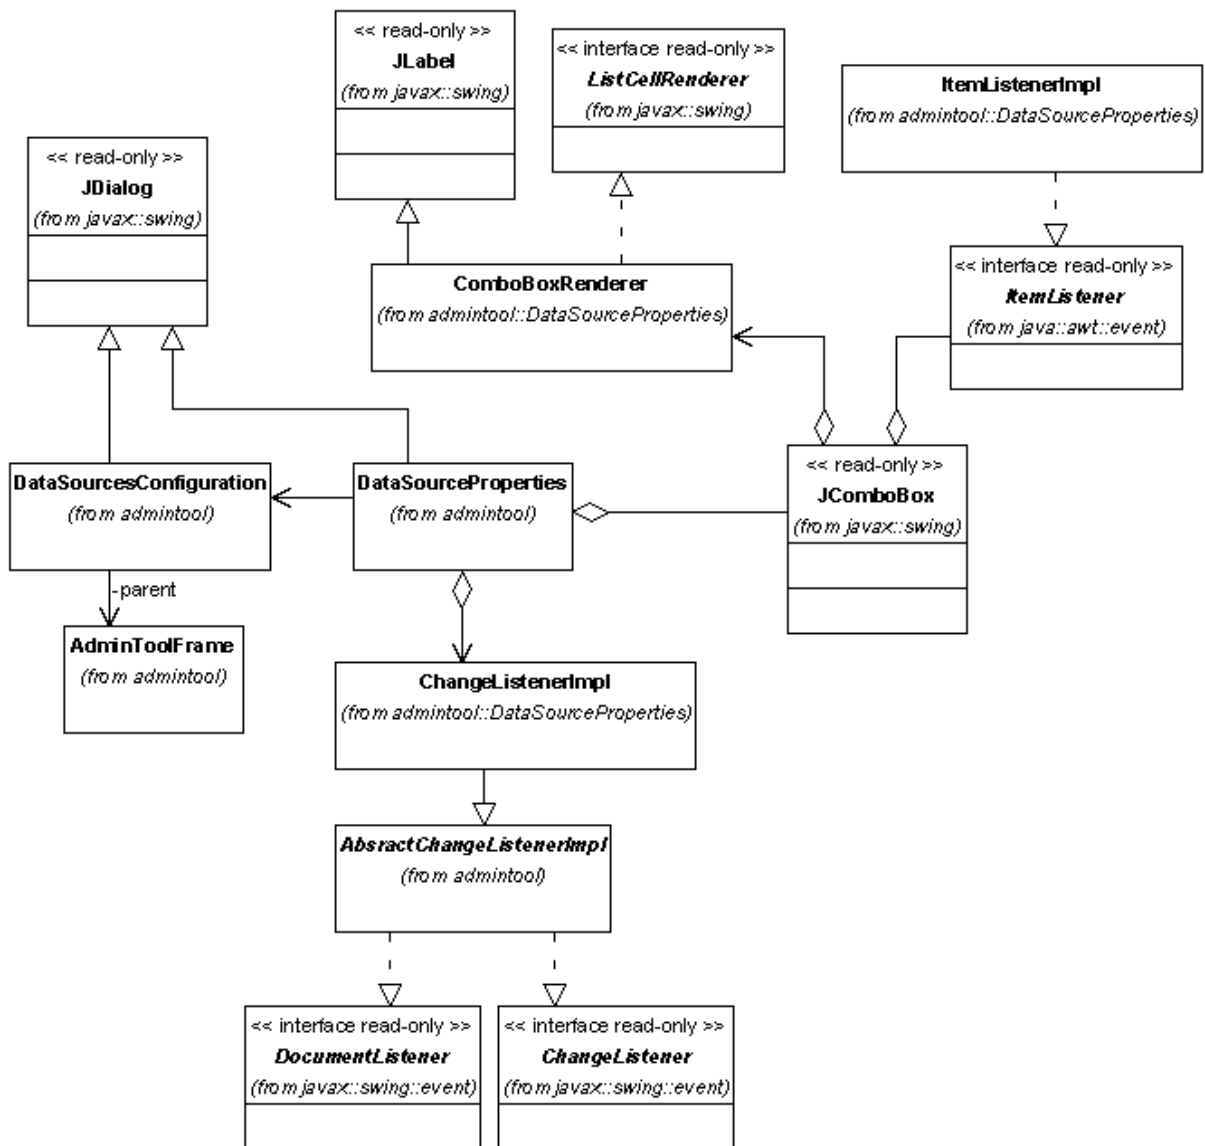 << read-only >>
JLabel
(from javax::swing)
<< interface read-only >>
ListCellRenderer
(from javax::swing)
ItemListenerImpl
(from admintool::DataSourceProperties)
<< read-only >>
JDialog
(from javax::swing)
ComboBoxRenderer
(from admintool::DataSourceProperties)
<< interface read-only >>
ItemListener
(from java::awt::event)
DataSourcesConfiguration
(from admintool)
DataSourceProperties
(from admintool)
<< read-only >>
JComboBox
(from javax::swing)
-parent
AdminToolFrame
(from admintool)
ChangeListenerImpl
(from admintool::DataSourceProperties)
AbsractChangeListenerImpl
(from admintool)
<< interface read-only >>
DocumentListener
(from javax::swing::event)
<< interface read-only >>
ChangeListener
(from javax::swing::event)